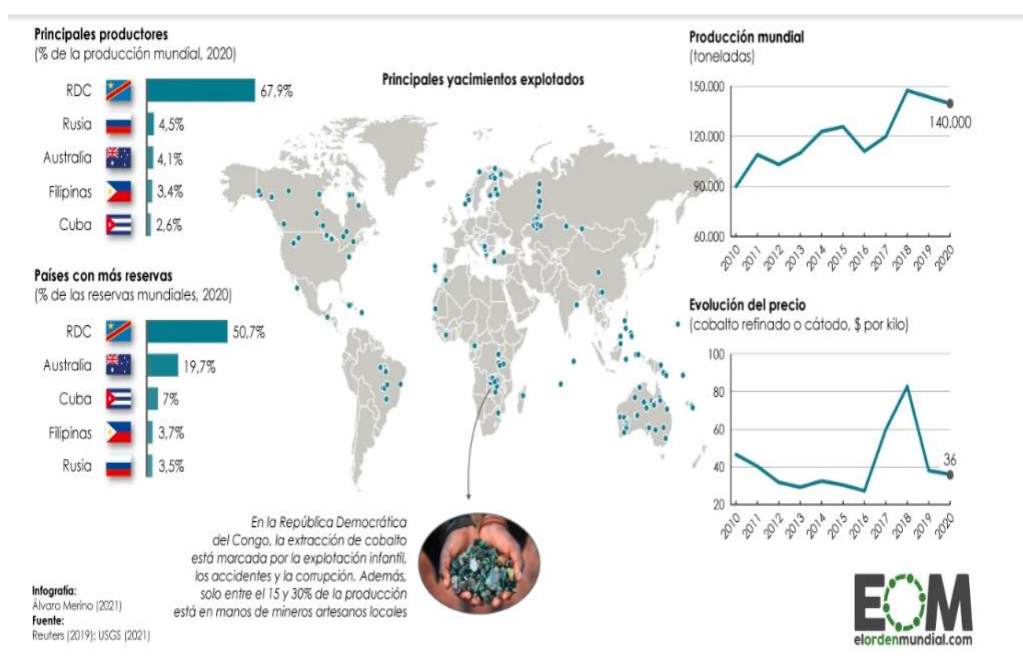 Principales productores
(% de la producción mundial, 2020)
RDC 67,9%
Rusia 4,5%
Australia 4,1%
Filipinas 3,4%
Cuba 2,6%
Países con más reservas
(% de las reservas mundiales, 2020)
RDC 50,7%
Australia 19,7%
Cuba 7%
Filipinas 3,7%
Rusia 3,5%
Principales yacimientos explotados
En la República Democrática
del Congo, la extracción de cobalto
está marcada por la explotación infantil,
los accidentes y la corrupción. Además,
solo entre el 15 y 30% de la producción
está en manos de mineros artesanos locales
Producción mundial
(toneladas)
150.000
120.000
90.000
60.000
140.000
2010 2011 2012 2013 2014 2015 2016 2017 2018 2019 2020
Evolución del precio
(cobalto refinado o cátodo, $ por kilo)
100
80
60
40
20
36
2010 2011 2012 2013 2014 2015 2016 2017 2018 2019 2020
Infografía:
Álvaro Merino (2021)
Fuente:
Reuters (2019); USGS (2021)
EOM
elordenmundial.com